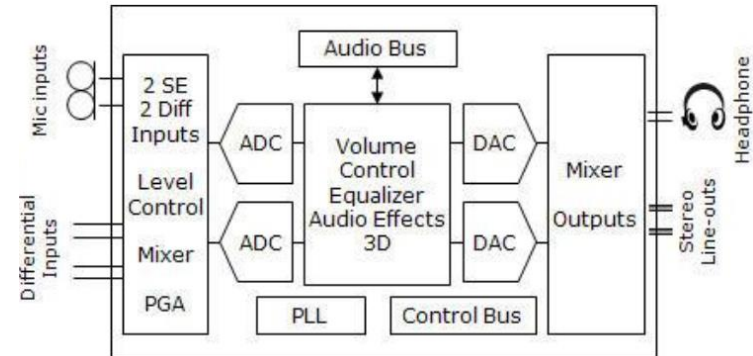 Mic inputs
Differential
Inputs
2 SE
2 Diff
Inputs
Level
Control
Mixer
PGA
ADC
ADC
Audio Bus
Volume
Control
Equalizer
Audio Effects
3D
PLL
Control Bus
DAC
DAC
Mixer
Outputs
Headphone
Stereo
Line-outs